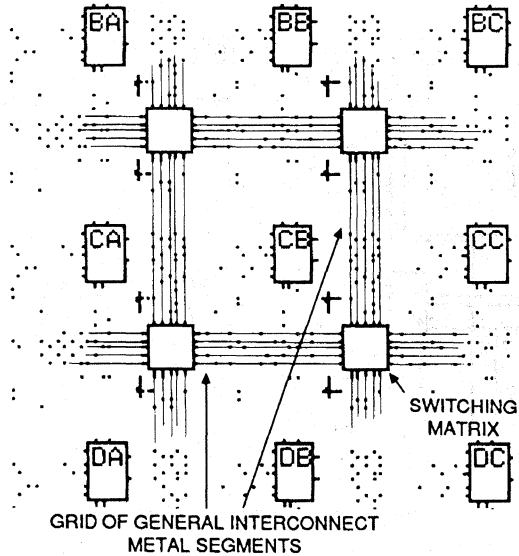 BA BB BC
CA CB CC
SWITCHING
MATRIX
DA DB DC
GRID OF GENERAL INTERCONNECT
METAL SEGMENTS